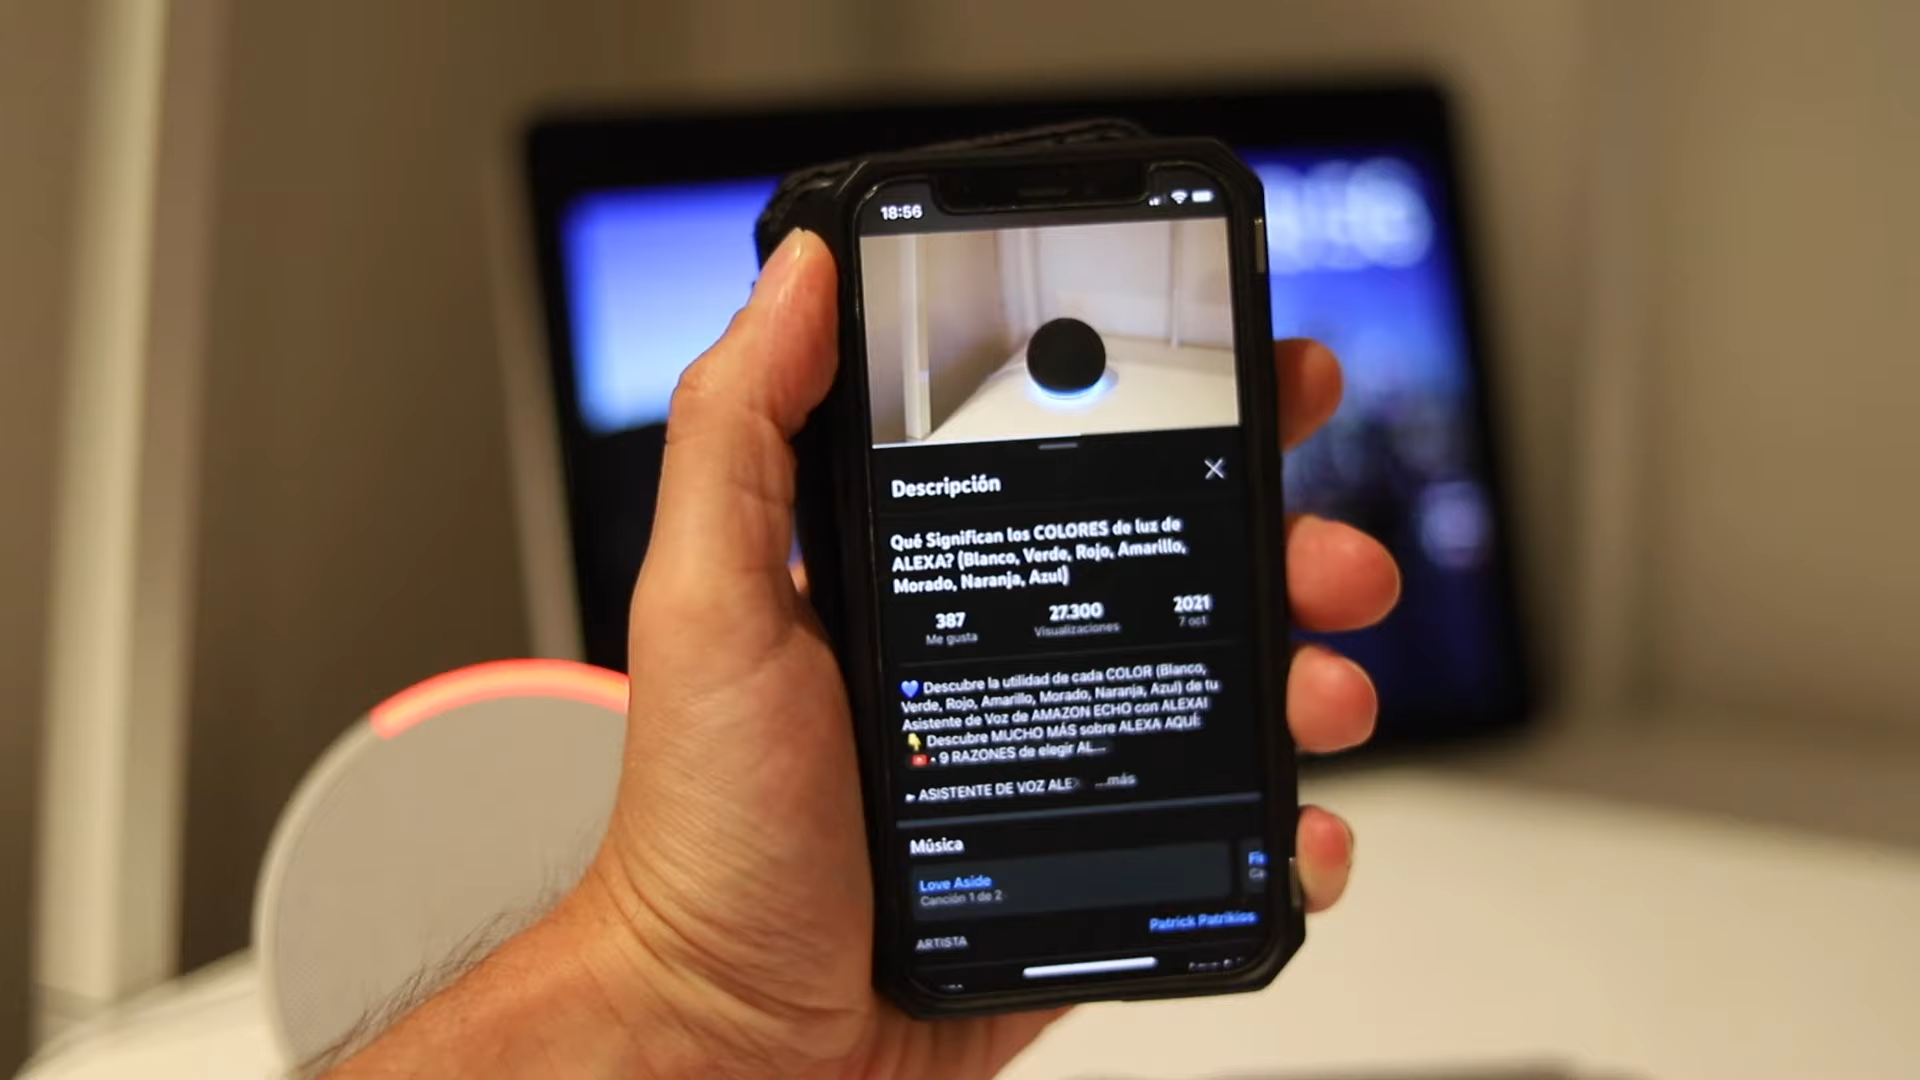 18:56
Descripción
Qué Significan los COLORES de luz de
ALEXA? (Blanco, Verde, Rojo, Amarillo,
Morado, Naranja, Azul)
387
27.300
2021
Me gusta
Visualizaciones
7 oct
💙 Descubre la utilidad de cada COLOR (Blanco,
Verde, Rojo, Amarillo, Morado, Naranja, Azul) de tu
Asistente de Voz de AMAZON ECHO con ALEXA!
👇 Descubre MUCHO MÁS sobre ALEXA AQUÍ:
- 9 RAZONES de elegir AL...
► ASISTENTE DE VOZ ALE ...más
Música
Love Aside
Canción 1 de 2
Patrick Patrikios
ARTISTA